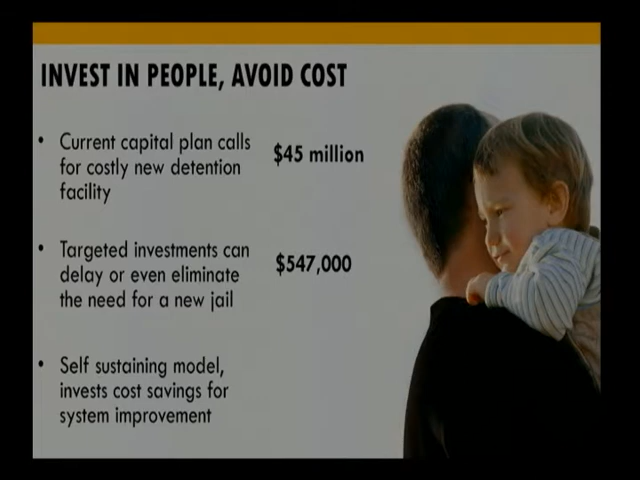 INVEST IN PEOPLE, AVOID COST
• Current capital plan calls
for costly new detention
facility
$45 million
• Targeted investments can
delay or even eliminate
the need for a new jail
$547,000
• Self sustaining model,
invests cost savings for
system improvement